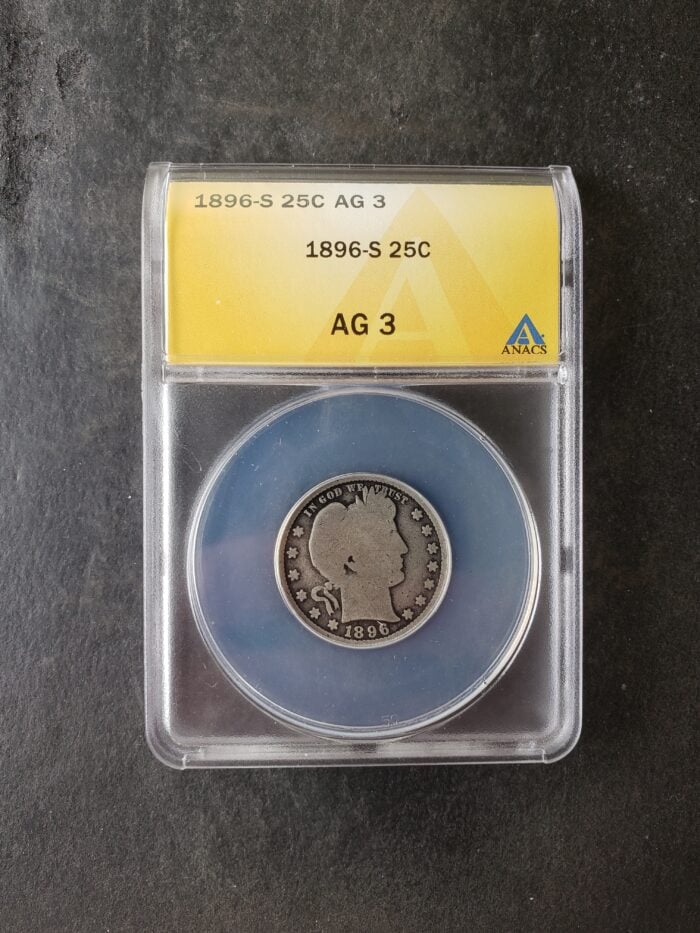 1896-S 25C AG 3
1896-S 25C
AG 3
ANACS
IN GOD WE TRUST
1896